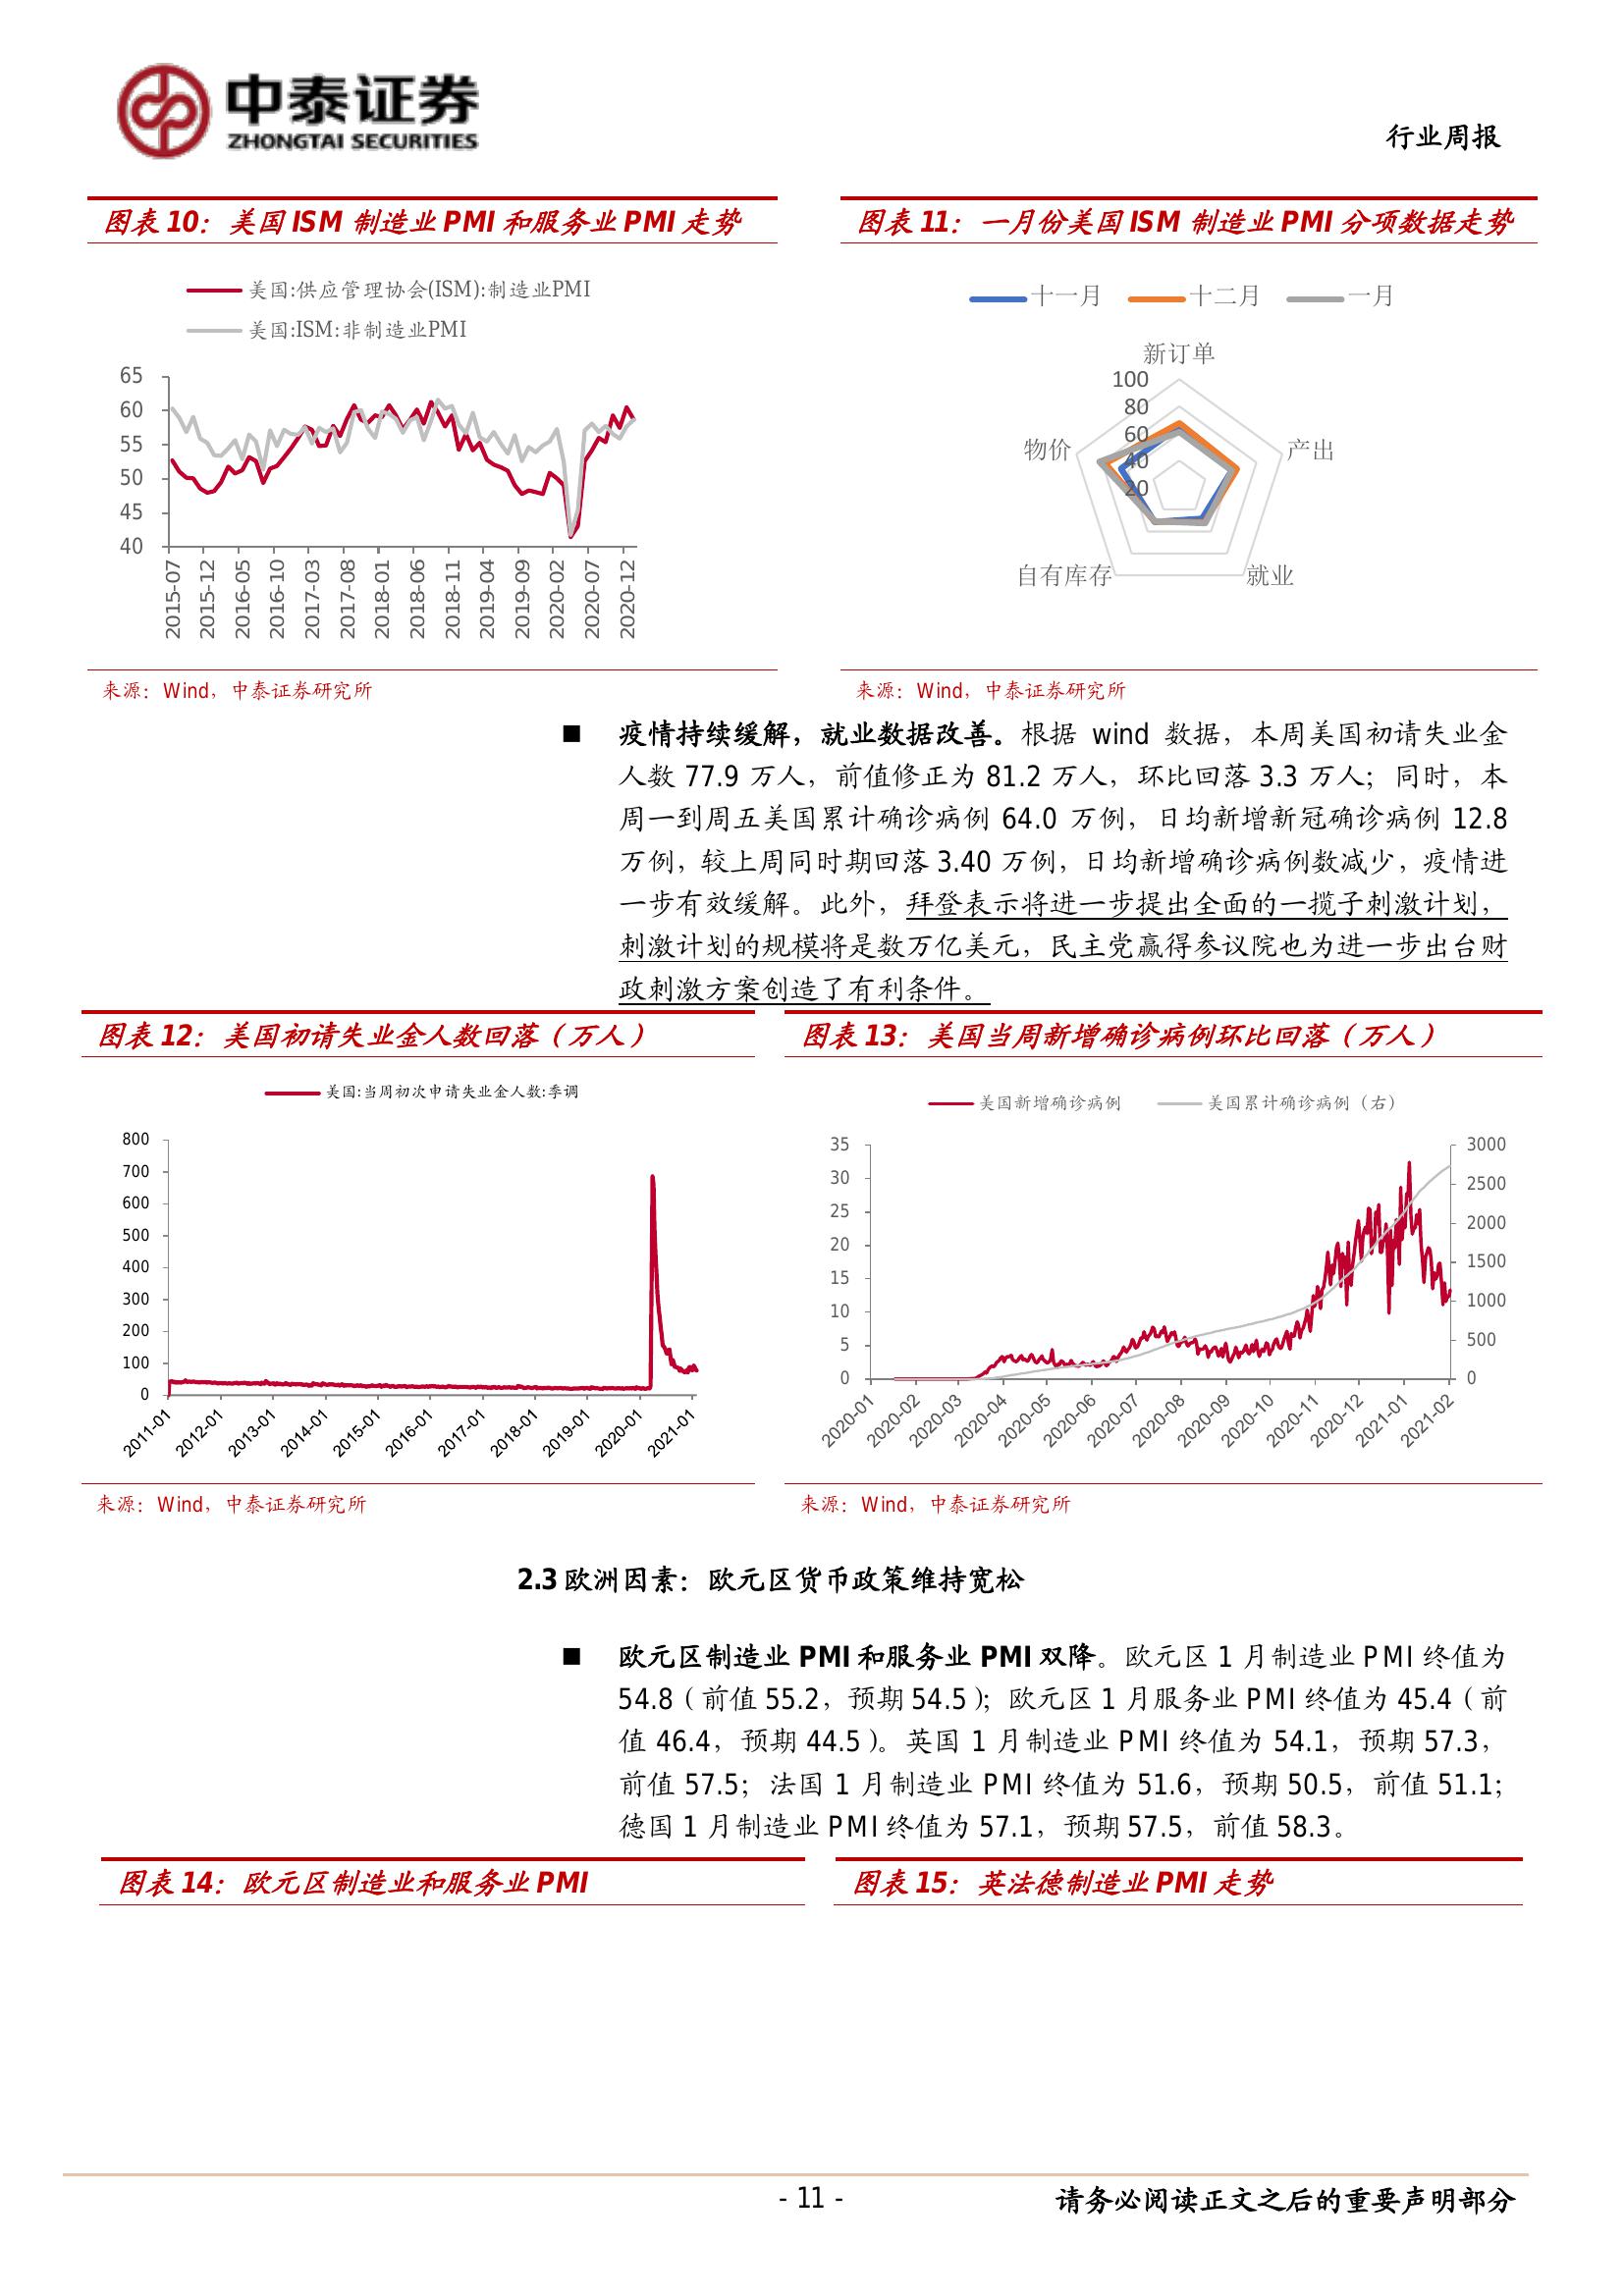 中泰证券
ZHONGTAI SECURITIES
行业周报
图表10：美国ISM 制造业PMI 和服务业PMI 走势
美国:供应管理协会(ISM):制造业PMI
美国:ISM:非制造业PMI
65
60
55
50
45
40
2015-07
2015-12
2016-05
2016-10
2017-03
2017-08
2018-01
2018-06
2018-11
2019-04
2019-09
2020-02
2020-07
2020-12
来源：Wind，中泰证券研究所
图表11：一月份美国ISM 制造业PMI 分项数据走势
十一月 十二月 一月
新订单
100
80
60
40
20
物价
产出
自有库存
就业
来源：Wind，中泰证券研究所
■ 疫情持续缓解，就业数据改善。根据 wind 数据，本周美国初请失业金
人数 77.9 万人，前值修正为 81.2 万人，环比回落 3.3 万人；同时，本
周一到周五美国累计确诊病例 64.0 万例，日均新增新冠确诊病例 12.8
万例，较上周同时期回落 3.40 万例，日均新增确诊病例数减少，疫情进
一步有效缓解。此外，拜登表示将进一步提出全面的一揽子刺激计划，
刺激计划的规模将是数万亿美元，民主党赢得参议院也为进一步出台财
政刺激方案创造了有利条件。
图表12：美国初请失业金人数回落（万人）
美国:当周初次申请失业金人数:季调
800
700
600
500
400
300
200
100
0
2011-01
2012-01
2013-01
2014-01
2015-01
2016-01
2017-01
2018-01
2019-01
2020-01
2021-01
来源：Wind，中泰证券研究所
图表13：美国当周新增确诊病例环比回落（万人）
美国新增确诊病例 美国累计确诊病例（右）
35
30
25
20
15
10
5
0
3000
2500
2000
1500
1000
500
0
2020-01
2020-02
2020-03
2020-04
2020-05
2020-06
2020-07
2020-08
2020-09
2020-10
2020-11
2020-12
2021-01
2021-02
来源：Wind，中泰证券研究所
2.3 欧洲因素：欧元区货币政策维持宽松
■ 欧元区制造业 PMI 和服务业 PMI 双降。欧元区 1 月制造业 PMI 终值为
54.8（前值 55.2，预期 54.5）；欧元区 1 月服务业 PMI 终值为 45.4（前
值 46.4，预期 44.5）。英国 1 月制造业 PMI 终值为 54.1，预期 57.3，
前值 57.5；法国 1 月制造业 PMI 终值为 51.6，预期 50.5，前值 51.1；
德国 1 月制造业 PMI 终值为 57.1，预期 57.5，前值 58.3。
图表14：欧元区制造业和服务业 PMI
图表15：英法德制造业 PMI 走势
- 11 -
请务必阅读正文之后的重要声明部分